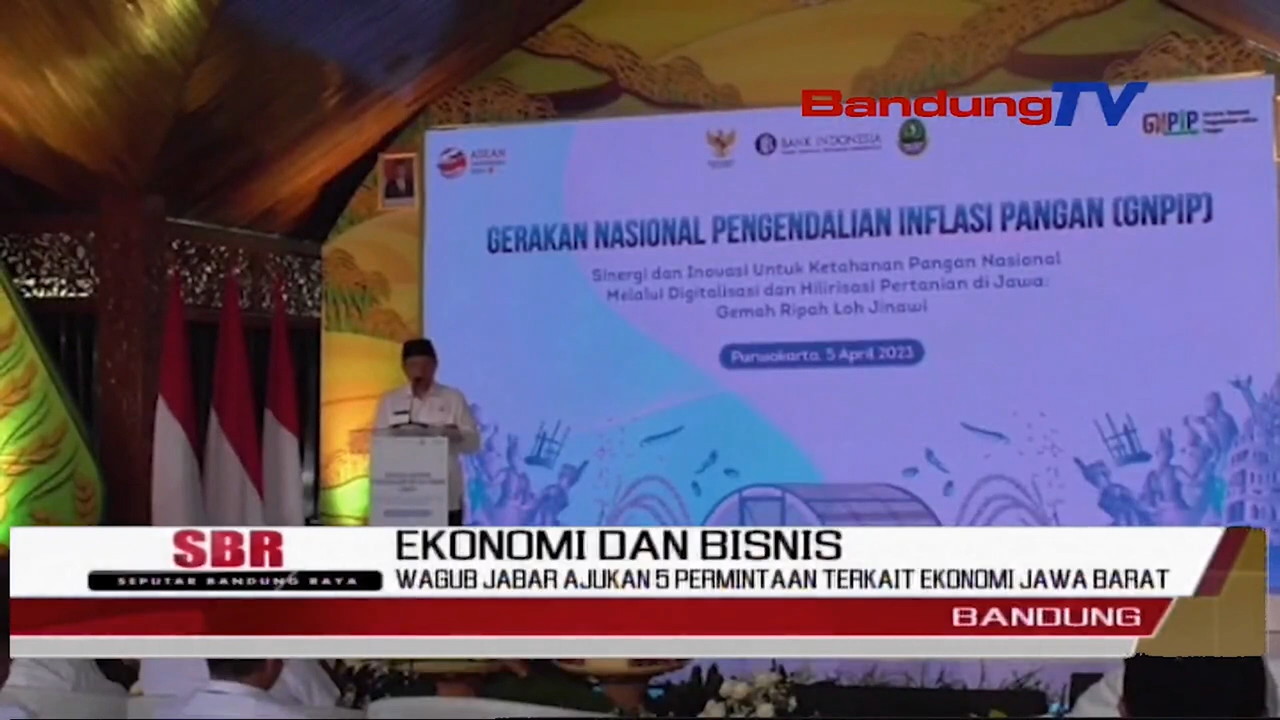 BandungTV
ASEAN
BANK INDONESIA
GNPIP
GERAKAN NASIONAL PENGENDALIAN INFLASI PANGAN (GNPIP)
Sinergi dan Inovasi Untuk Ketahanan Pangan Nasional
Melalui Digitalisasi dan Hilirisasi Pertanian di Jawa:
Gemah Ripah Loh Jinawi
Purwakarta, 5 April 2023
SBR
SEPUTAR BANDUNG RAYA
EKONOMI DAN BISNIS
WAGUB JABAR AJUKAN 5 PERMINTAAN TERKAIT EKONOMI JAWA BARAT
BANDUNG